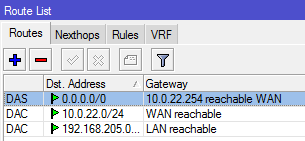 Route List
Routes Nexthops Rules VRF
Dst. Address Gateway
DAS 0.0.0.0/0 10.0.22.254 reachable WAN
DAC 10.0.22.0/24 WAN reachable
DAC 192.168.205.0... LAN reachable